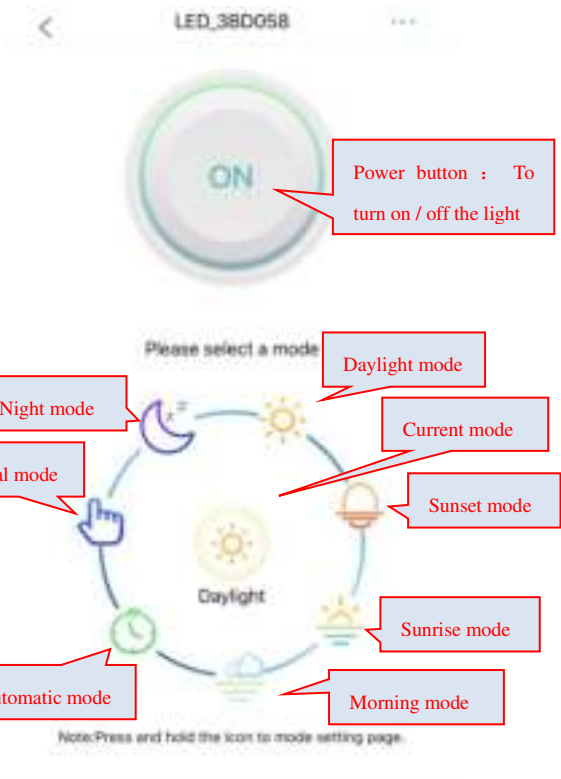 LED_3BD058
ON
Power button : To
turn on / off the light
Please select a mode
Daylight mode
Night mode
Current mode
al mode
Sunset mode
Daylight
Sunrise mode
utomatic mode
Morning mode
Note:Press and hold the icon to mode setting page.